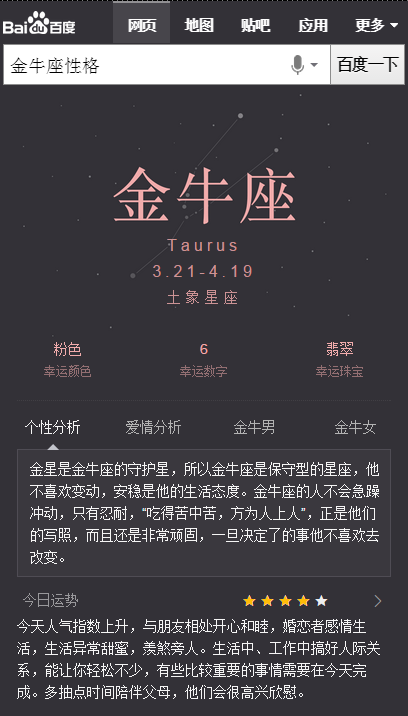 Bai du 百度 网页 地图 贴吧 应用 更多
金牛座性格 百度一下
金牛座
Taurus
3.21-4.19
土象星座
粉色 6 翡翠
幸运颜色 幸运数字 幸运珠宝
个性分析 爱情分析 金牛男 金牛女
金星是金牛座的守护星，所以金牛座是保守型的星座，他
不喜欢变动，安稳是他的生活态度。金牛座的人不会急躁
冲动，只有忍耐，“吃得苦中苦，方为人上人”，正是他们
的写照，而且还是非常顽固，一旦决定了的事他不喜欢去
改变。
今日运势
今天人气指数上升，与朋友相处开心和睦，婚恋者感情生
活，生活异常甜蜜，羡煞旁人。生活中、工作中搞好人际关
系，能让你轻松不少，有些比较重要的事情需要在今天完
成。多抽点时间陪伴父母，他们会很高兴欣慰。